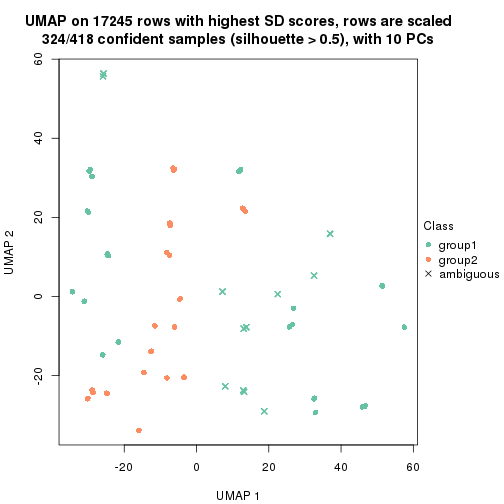 UMAP on 17245 rows with highest SD scores, rows are scaled
324/418 confident samples (silhouette > 0.5), with 10 PCs
60
40
20
0
-20
UMAP 2
-20
0
20
40
60
UMAP 1
Class
group1
group2
ambiguous